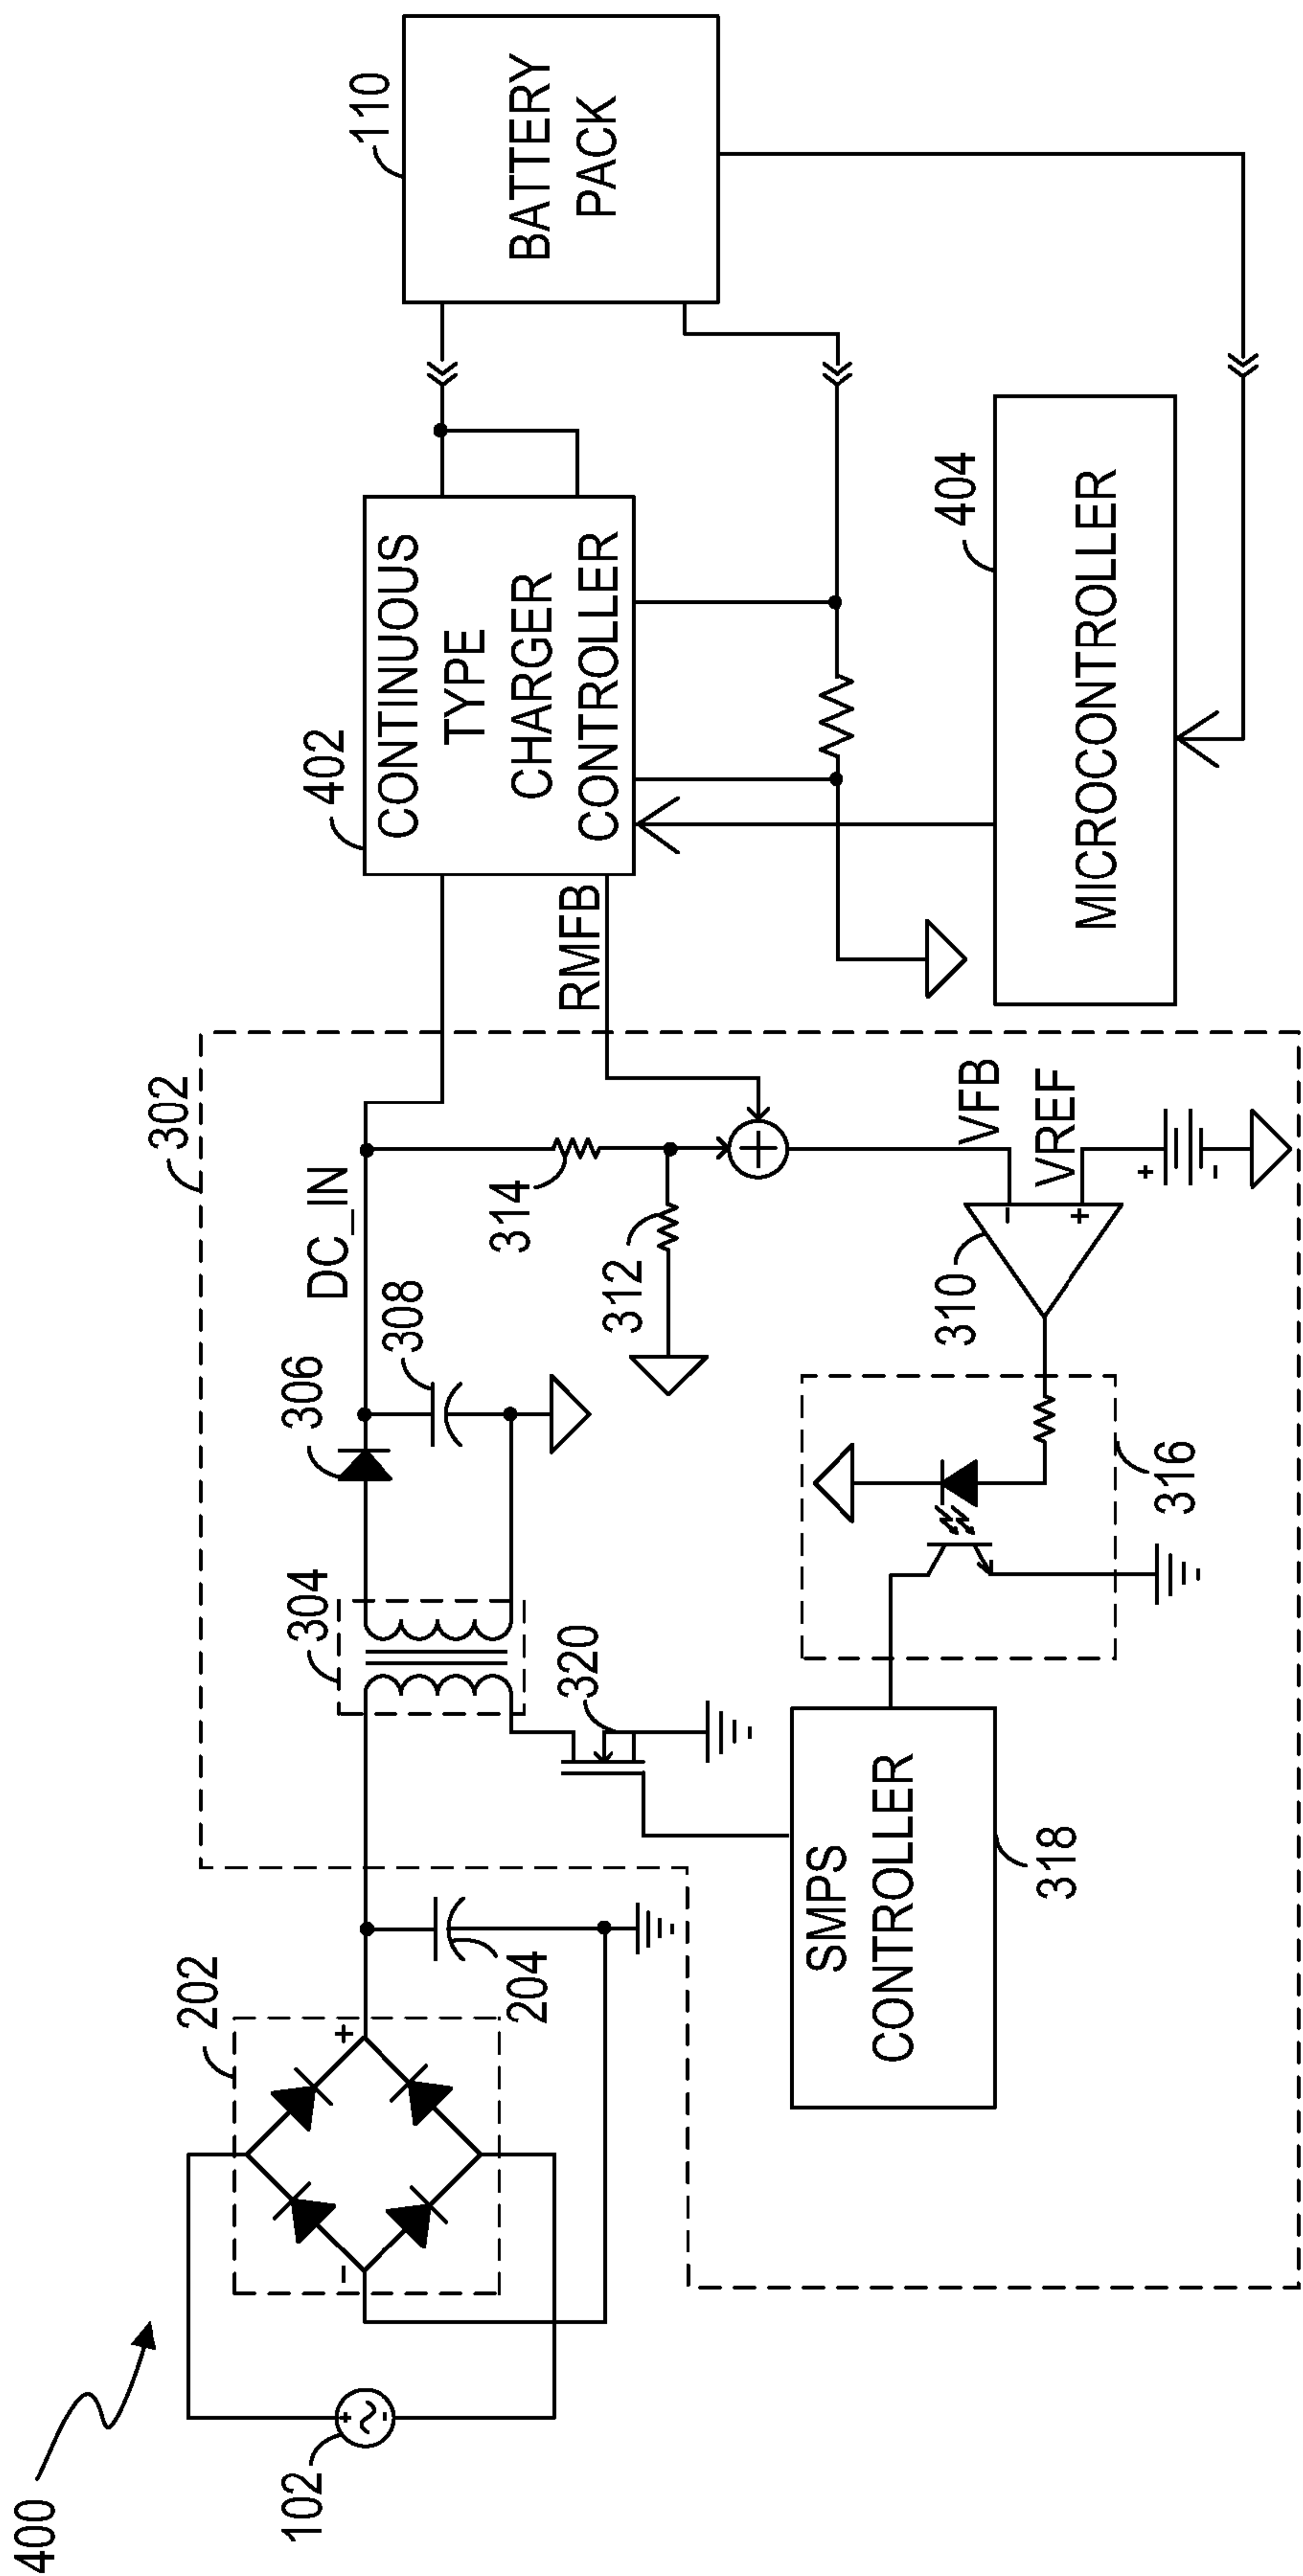 400
102
202
+
-
+
-
204
302
304
306
308
DC_IN
314
312
320
SMPS
CONTROLLER
318
316
310
-
+
VFB
VREF
+
-
RMFB
402
CONTINUOUS
TYPE
CHARGER
CONTROLLER
404
MICROCONTROLLER
110
BATTERY
PACK